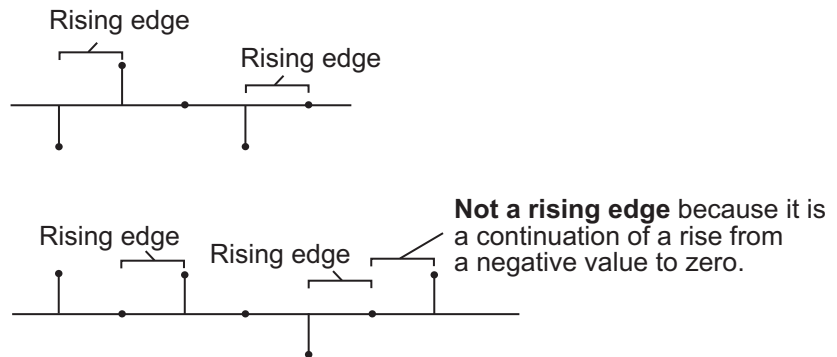 Rising edge
Rising edge
Not a rising edge because it is
a continuation of a rise from
a negative value to zero.
Rising edge
Rising edge